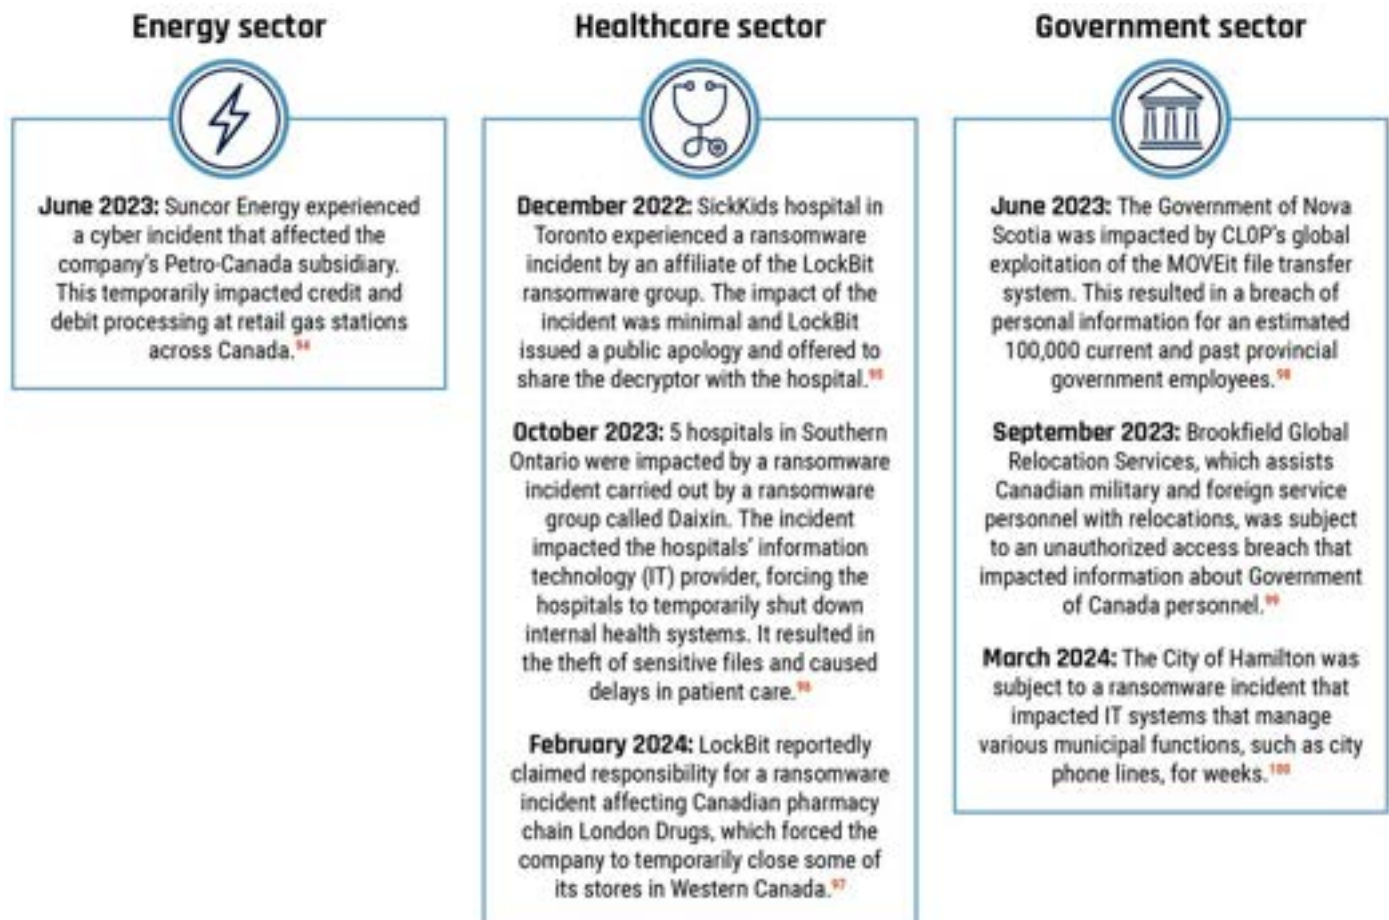 Energy sector
June 2023: Suncor Energy experienced
a cyber incident that affected the
company's Petro-Canada subsidiary.
This temporarily impacted credit and
debit processing at retail gas stations
across Canada.94
Healthcare sector
December 2022: SickKids hospital in
Toronto experienced a ransomware
incident by an affiliate of the LockBit
ransomware group. The impact of the
incident was minimal and LockBit
issued a public apology and offered to
share the decryptor with the hospital.95
October 2023: 5 hospitals in Southern
Ontario were impacted by a ransomware
incident carried out by a ransomware
group called Daixin. The incident
impacted the hospitals' information
technology (IT) provider, forcing the
hospitals to temporarily shut down
internal health systems. It resulted in
the theft of sensitive files and caused
delays in patient care.96
February 2024: LockBit reportedly
claimed responsibility for a ransomware
incident affecting Canadian pharmacy
chain London Drugs, which forced the
company to temporarily close some of
its stores in Western Canada.97
Government sector
June 2023: The Government of Nova
Scotia was impacted by CL0P's global
exploitation of the MOVEit file transfer
system. This resulted in a breach of
personal information for an estimated
100,000 current and past provincial
government employees.98
September 2023: Brookfield Global
Relocation Services, which assists
Canadian military and foreign service
personnel with relocations, was subject
to an unauthorized access breach that
impacted information about Government
of Canada personnel.99
March 2024: The City of Hamilton was
subject to a ransomware incident that
impacted IT systems that manage
various municipal functions, such as city
phone lines, for weeks.100